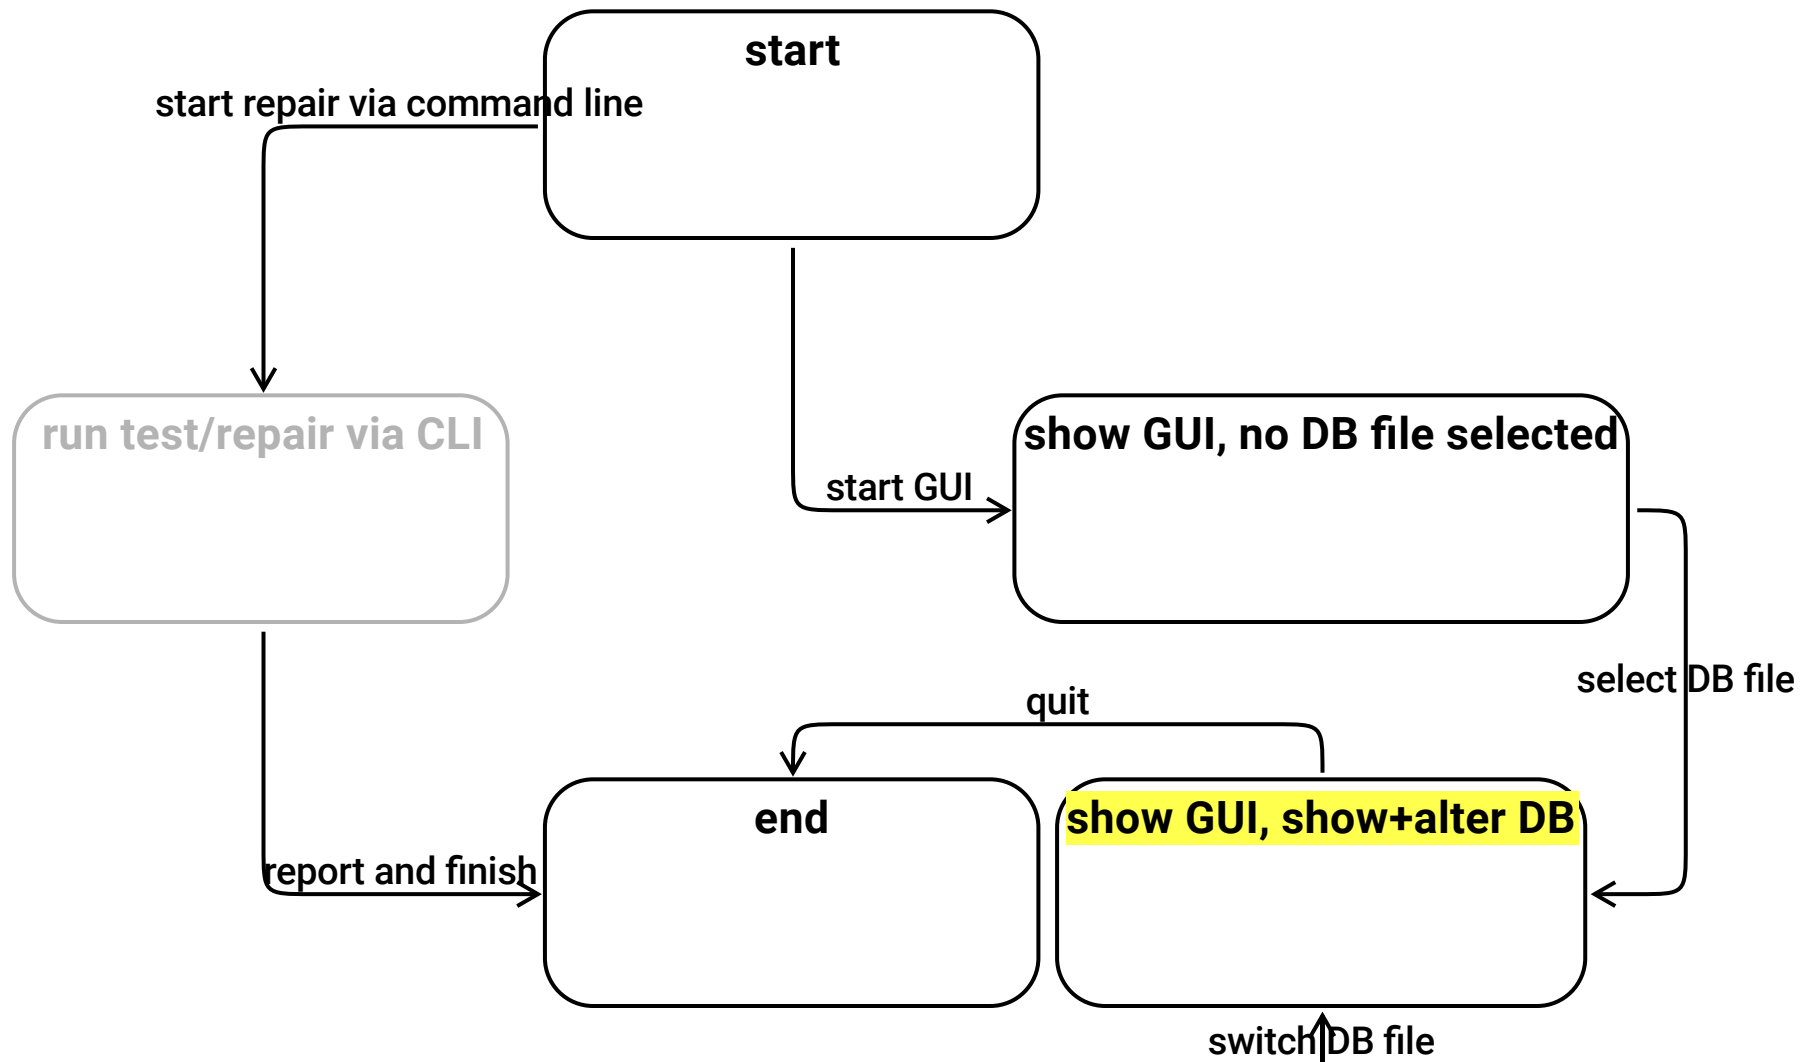 start
start repair via command line
run test/repair via CLI
show GUI, no DB file selected
start GUI
select DB file
quit
end
show GUI, show+alter DB
report and finish
switch DB file